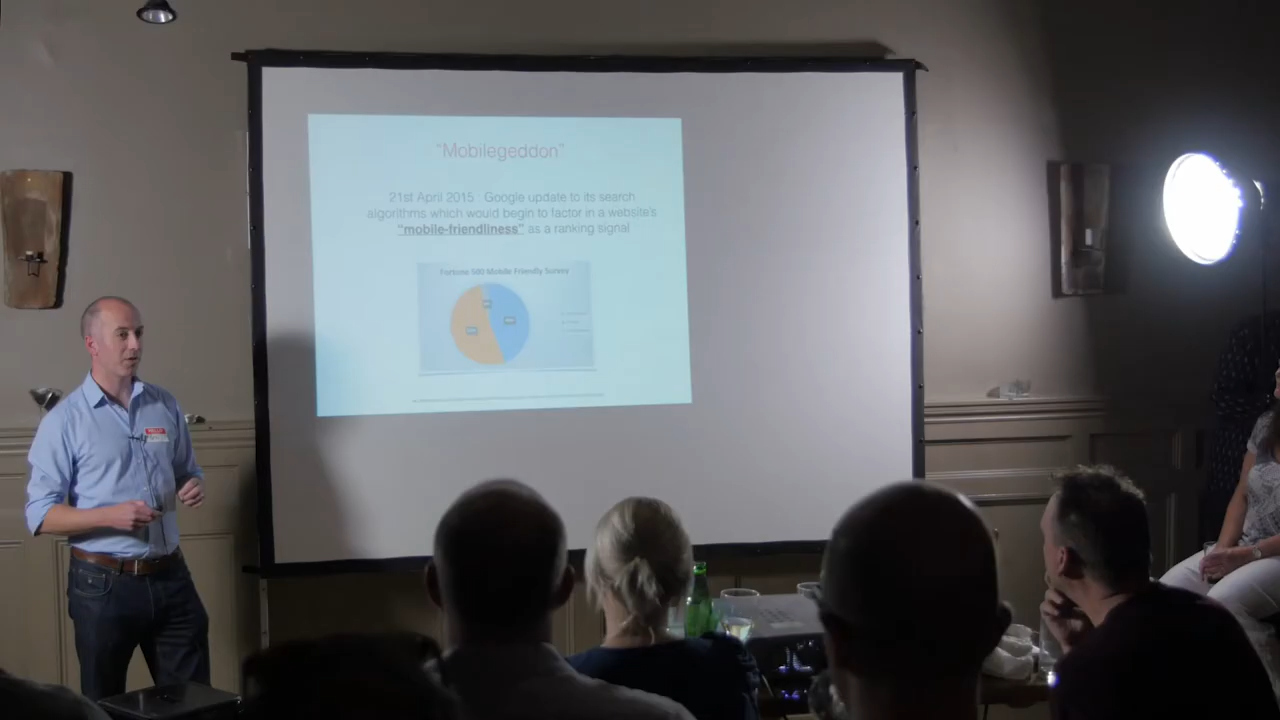 “Mobilegeddon”
21st April 2015 : Google update to its search
algorithms which would begin to factor in a website's
“mobile-friendliness” as a ranking signal
Fortune 500 Mobile Friendly Survey
HELLO